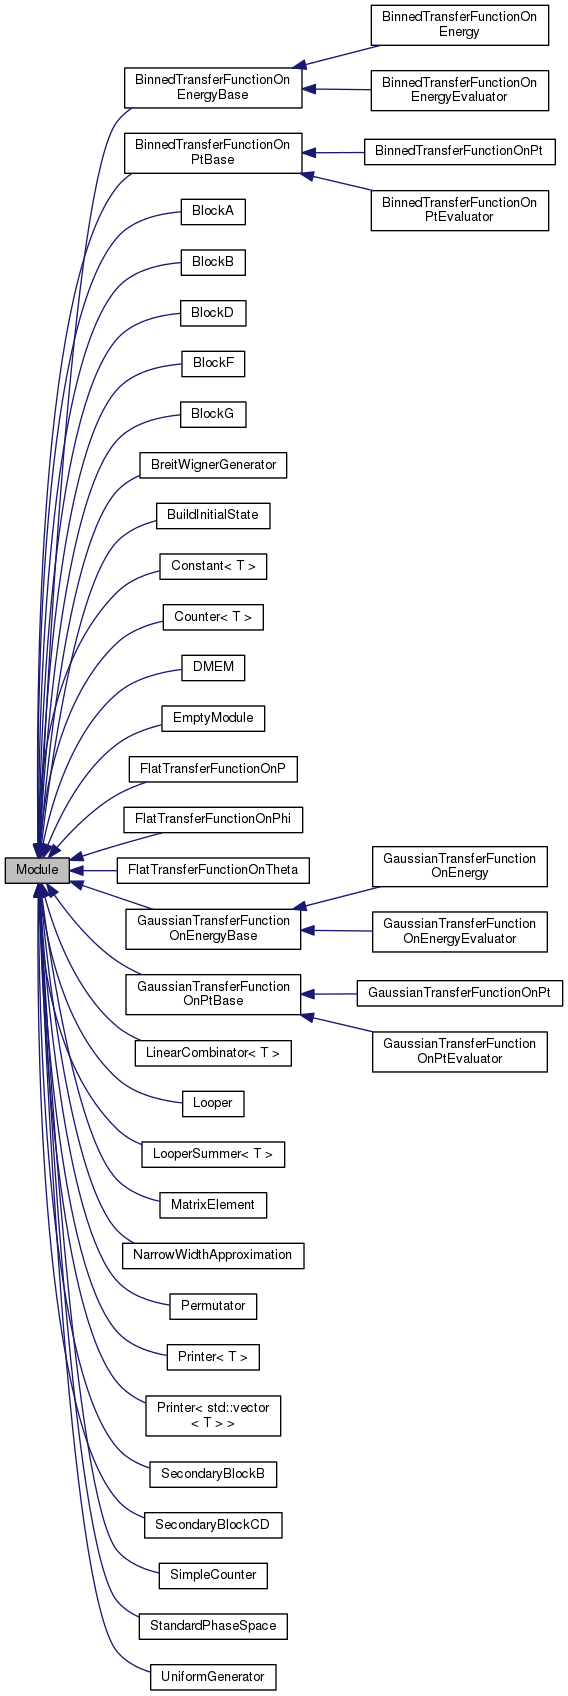 BinnedTransferFunctionOn
Energy
BinnedTransferFunctionOn
EnergyBase
BinnedTransferFunctionOn
EnergyEvaluator
BinnedTransferFunctionOn
PtBase
BinnedTransferFunctionOnPt
BinnedTransferFunctionOn
PtEvaluator
BlockA
BlockB
BlockD
BlockF
BlockG
BreitWignerGenerator
BuildInitialState
Constant< T >
Counter< T >
DMEM
EmptyModule
FlatTransferFunctionOnP
FlatTransferFunctionOnPhi
Module
FlatTransferFunctionOnTheta
GaussianTransferFunction
OnEnergy
GaussianTransferFunction
OnEnergyBase
GaussianTransferFunction
OnEnergyEvaluator
GaussianTransferFunction
OnPtBase
GaussianTransferFunctionOnPt
GaussianTransferFunction
OnPtEvaluator
LinearCombinator< T >
Looper
LooperSummer< T >
MatrixElement
NarrowWidthApproximation
Permutator
Printer< T >
Printer< std::vector
< T > >
SecondaryBlockB
SecondaryBlockCD
SimpleCounter
StandardPhaseSpace
UniformGenerator